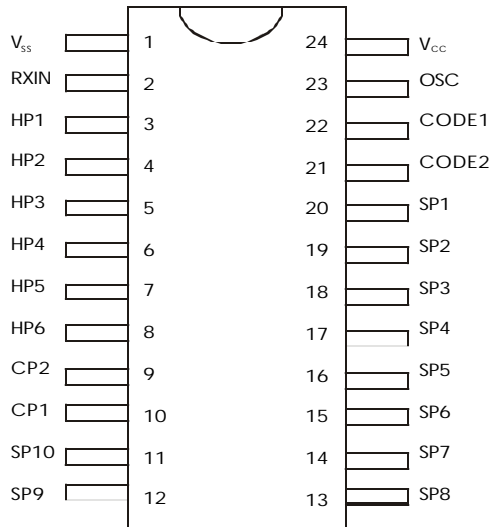 Vss 1 24 Vcc
RXIN 2 23 OSC
HP1 3 22 CODE1
HP2 4 21 CODE2
HP3 5 20 SP1
HP4 6 19 SP2
HP5 7 18 SP3
HP6 8 17 SP4
CP2 9 16 SP5
CP1 10 15 SP6
SP10 11 14 SP7
SP9 12 13 SP8